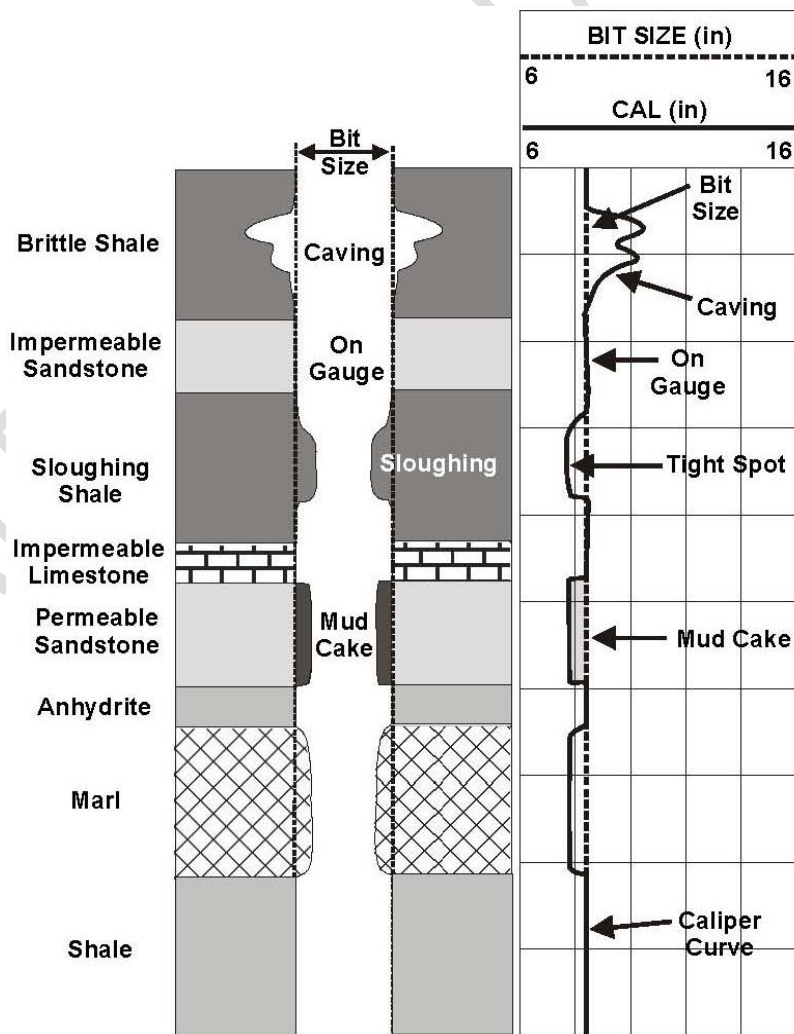 BIT SIZE (in)
6 16
CAL (in)
6 16
Bit
Size
Brittle Shale
Caving
Bit
Size
Caving
Impermeable
Sandstone
On
Gauge
On
Gauge
Sloughing
Shale
Sloughing
Tight Spot
Impermeable
Limestone
Permeable
Sandstone
Mud
Cake
Mud Cake
Anhydrite
Marl
Shale
Caliper
Curve